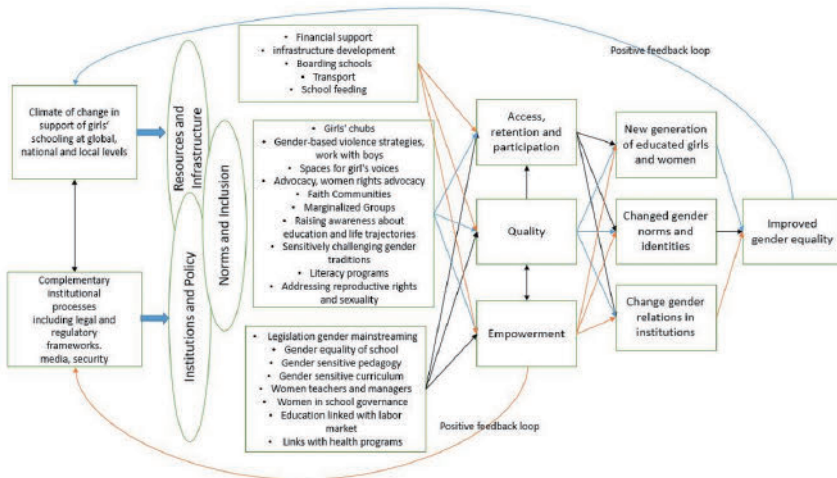 Positive feedback loop
Climate of change in
support of girls'
schooling at global,
national and local levels
Complementary
institutional
processes
including legal and
regulatory
frameworks.
media, security
Resources and
Infrastructure
Norms and Inclusion
Institutions and Policy
• Financial support
• infrastructure development
• Boarding schools
• Transport
• School feeding
• Girls' chubs
• Gender-based violence strategies,
work with boys
• Spaces for girl's voices
• Advocacy, women rights advocacy
• Faith Communities
• Marginalized Groups
• Raising awareness about
education and life trajectories
• Sensitively challenging gender
traditions
• Literacy programs
• Addressing reproductive rights and
sexuality
• Legislation gender mainstreaming
• Gender equality of school
• Gender sensitive pedagogy
• Gender sensitive curriculum
• Women teachers and managers
• Women in school governance
• Education linked with labor
market
• Links with health programs
Access,
retention and
participation
Quality
Empowerment
New generation
of educated girls
and women
Changed gender
norms and
identities
Change gender
relations in
institutions
Improved
gender equality
Positive feedback loop